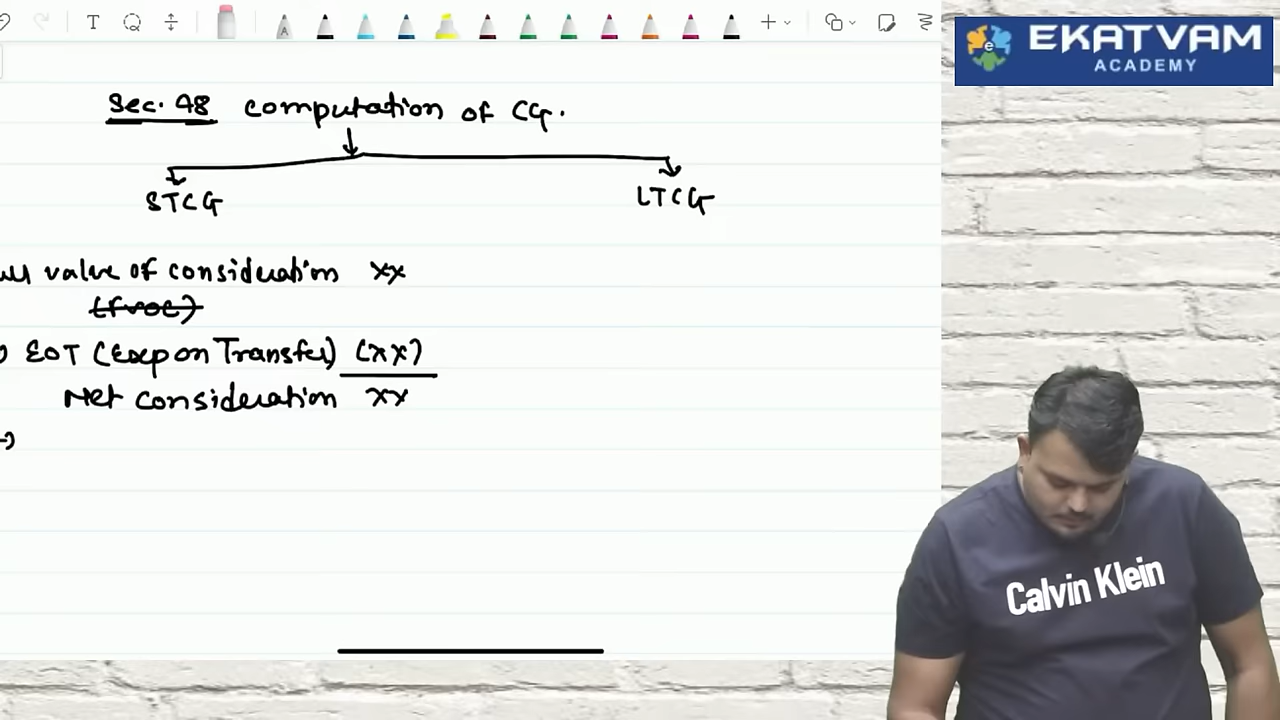 Sec. 48 computation of CG.
STCG LTCG
value of consideration xx
(fvoc)
EOT (Exp on Transfer) (xx)
Net consideration xx
EKATVAM
ACADEMY
Calvin Klein